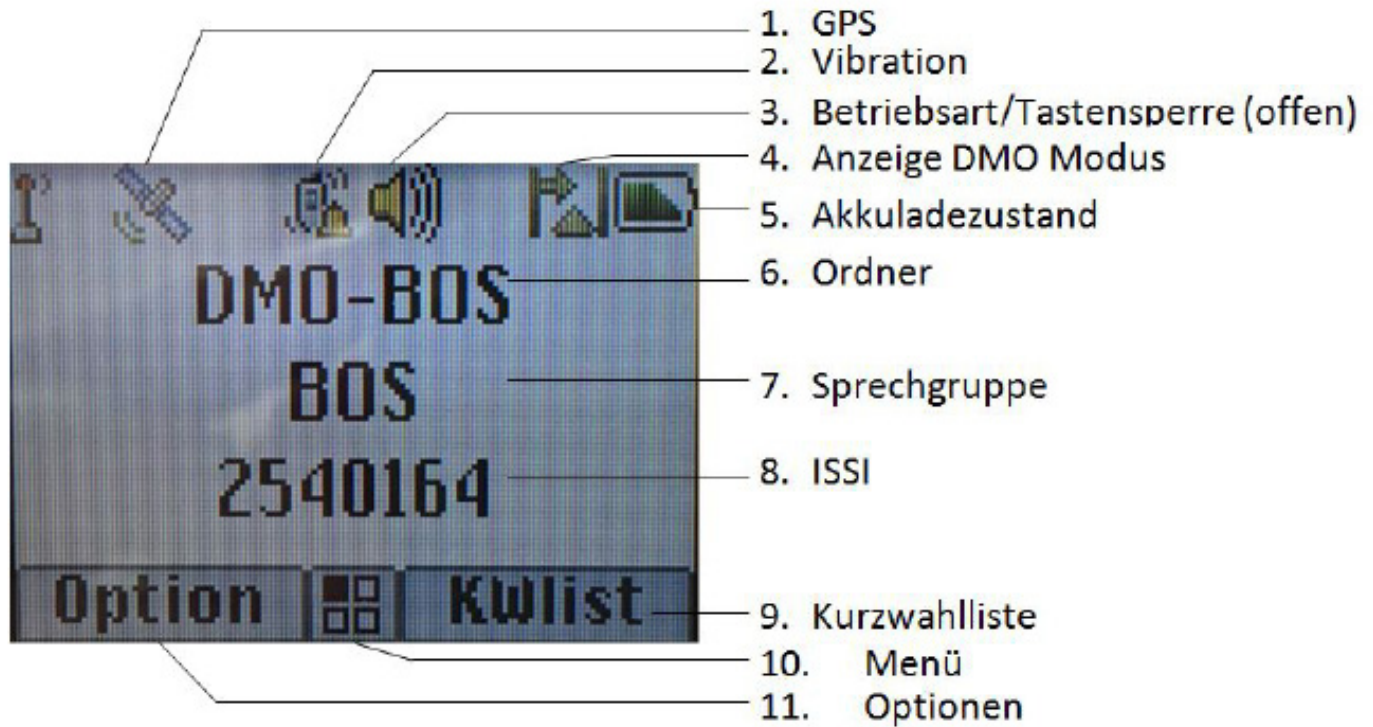 1. GPS
2. Vibration
3. Betriebsart/Tastensperre (offen)
4. Anzeige DMO Modus
5. Akkuladezustand
6. Ordner
7. Sprechgruppe
8. ISSI
9. Kurzwahlliste
10. Menü
11. Optionen
DMO-BOS
BOS
2540164
Option
KWlist